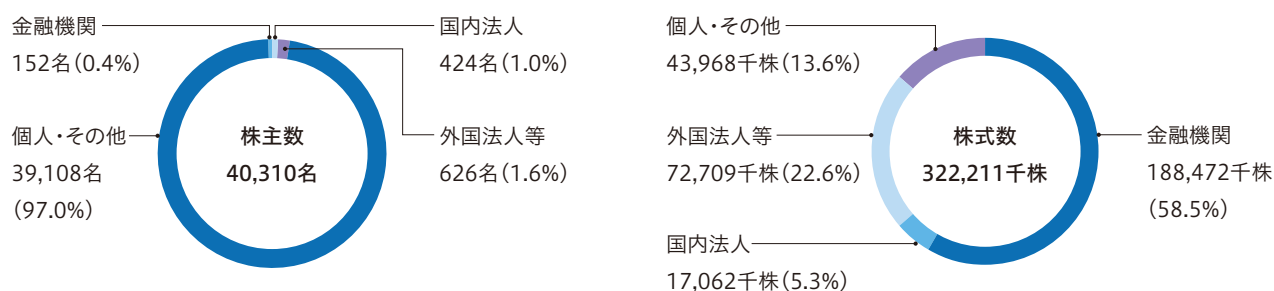 金融機関
152名(0.4%)
国内法人
424名(1.0%)
個人・その他
39,108名
(97.0%)
株主数
40,310名
外国法人等
626名(1.6%)
個人・その他
43,968千株(13.6%)
外国法人等
72,709千株(22.6%)
株式数
322,211千株
金融機関
188,472千株
(58.5%)
国内法人
17,062千株(5.3%)